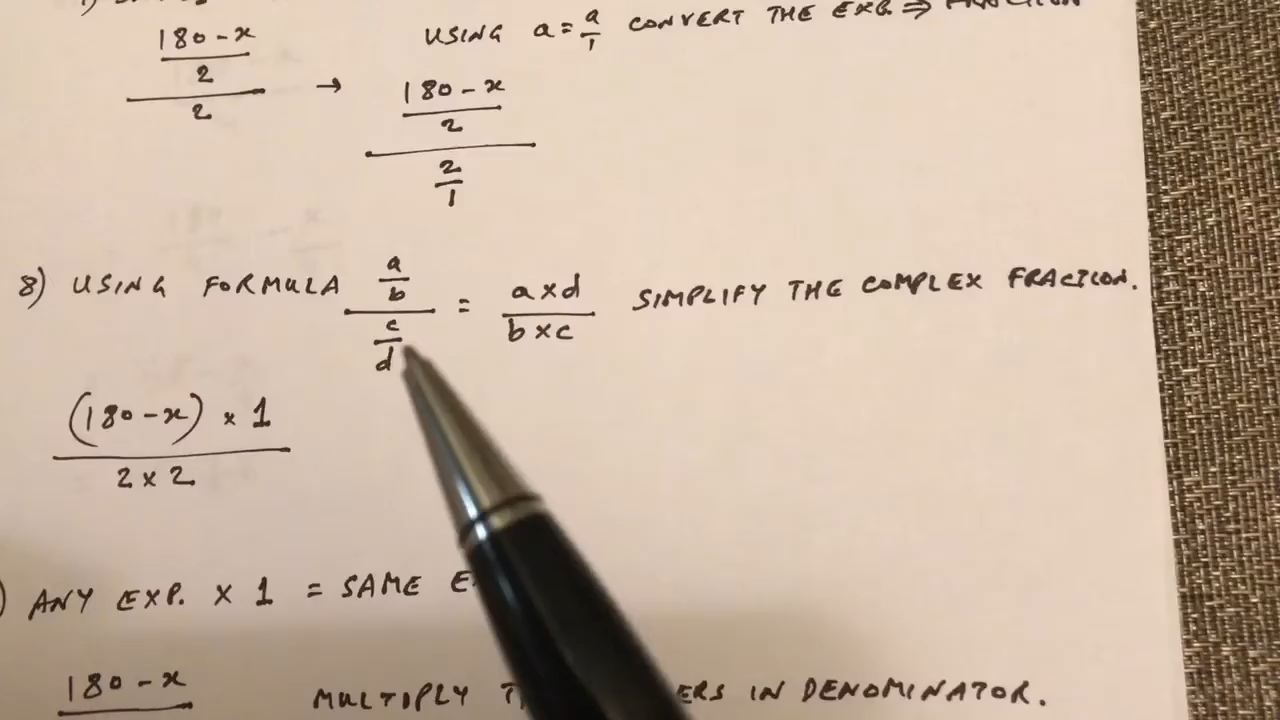 USING a = a/1 CONVERT THE EXP. ⇒ FRACTION
180-x
2
2
→
180-x
2
2
1
8) USING FORMULA a/b / c/d = a×d / b×c SIMPLIFY THE COMPLEX FRACTION.
(180-x) × 1
2 × 2
ANY EXP. × 1 = SAME
180-x
MULTIPLY IN DENOMINATOR.